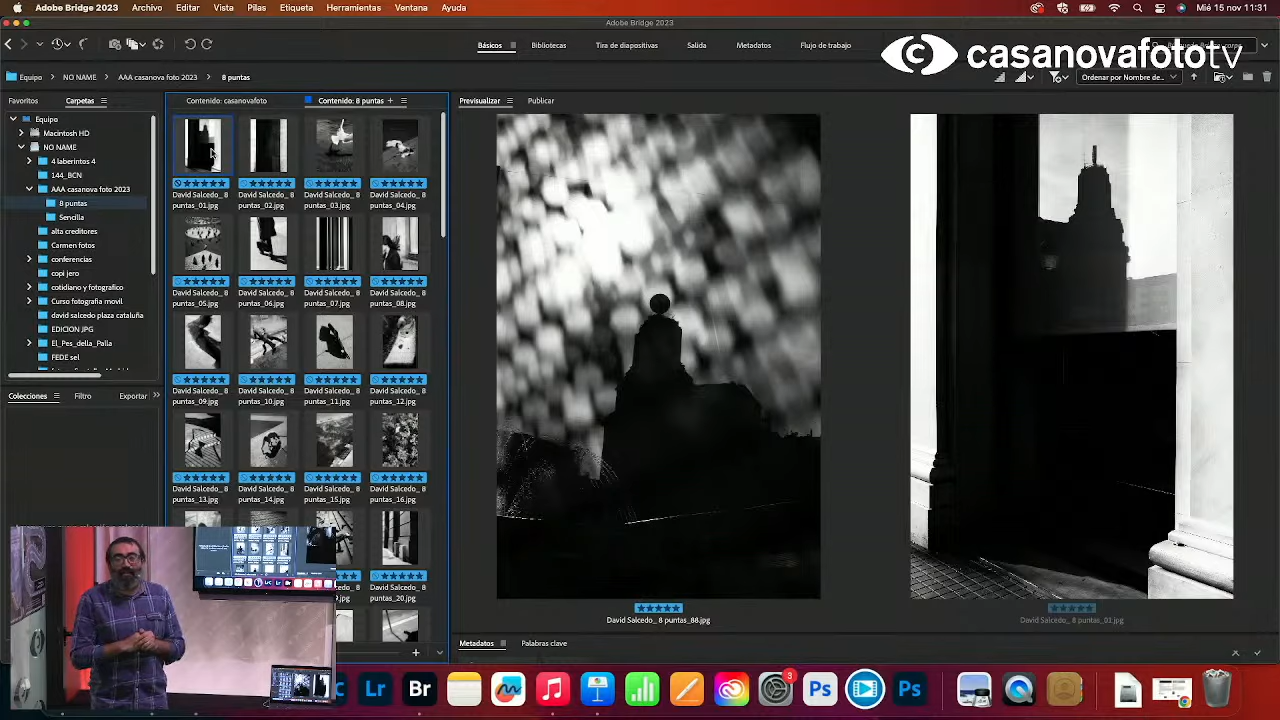 Adobe Bridge 2023 Archivo Editar Vista Pilas Etiqueta Herramientas Ventana Ayuda
Mié 15 nov 11:31
Adobe Bridge 2023
Básicos Bibliotecas Tira de diapositivas Salida Metadatos Flujo de trabajo
casanovafototv
Equipo NO NAME AAA casanova foto 2023 8 puntas
Ordenar por Nombre de...
Favoritos Carpetas
Contenido: casanovafoto Contenido: 8 puntas
Previsualizar Publicar
Equipo
Macintosh HD
NO NAME
4 laberintos 4
144_BCN
AAA casanova foto 2023
8 puntas
Sencilla
alta creditores
Carmen fotos
conferencias
copi jero
cotidiano y fotografico
Curso fotografia movil
david salcedo plaza cataluña
EDICION JPG
El_Pes_della_Palla
FEDE sel
Colecciones Filtro Exportar
David Salcedo_ 8 puntas_01.jpg
David Salcedo_ 8 puntas_02.jpg
David Salcedo_ 8 puntas_03.jpg
David Salcedo_ 8 puntas_04.jpg
David Salcedo_ 8 puntas_05.jpg
David Salcedo_ 8 puntas_06.jpg
David Salcedo_ 8 puntas_07.jpg
David Salcedo_ 8 puntas_08.jpg
David Salcedo_ 8 puntas_09.jpg
David Salcedo_ 8 puntas_10.jpg
David Salcedo_ 8 puntas_11.jpg
David Salcedo_ 8 puntas_12.jpg
David Salcedo_ 8 puntas_13.jpg
David Salcedo_ 8 puntas_14.jpg
David Salcedo_ 8 puntas_15.jpg
David Salcedo_ 8 puntas_16.jpg
David Salcedo_ 8
puntas_20.jpg
David Salcedo_ 8 puntas_88.jpg
David Salcedo_ 8 puntas_01.jpg
Metadatos Palabras clave
Lr Br 3 Ps Ps